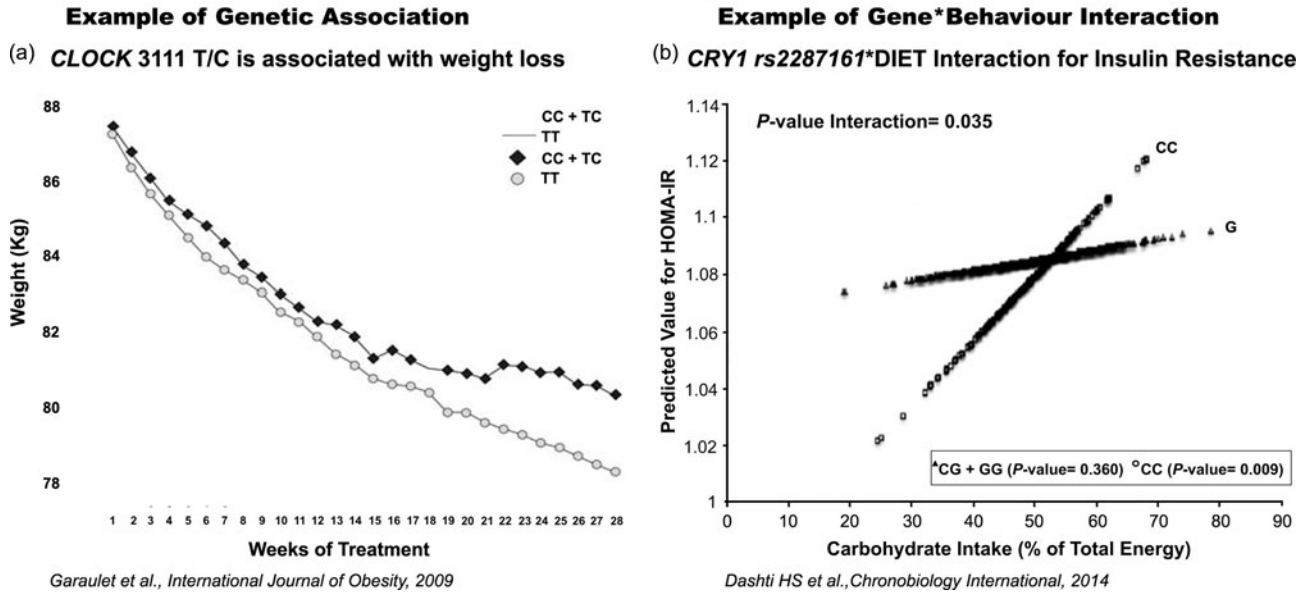 Example of Genetic Association
(a) CLOCK 3111 T/C is associated with weight loss
88
86
84
82
80
78
Weight (Kg)
CC + TC
TT
CC + TC
TT
1 2 3 4 5 6 7 8 9 10 11 12 13 14 15 16 17 18 19 20 21 22 23 24 25 26 27 28
Weeks of Treatment
Garaulet et al., International Journal of Obesity, 2009
Example of Gene*Behaviour Interaction
(b) CRY1 rs2287161*DIET Interaction for Insulin Resistance
1.14
1.12
1.1
1.08
1.06
1.04
1.02
1
Predicted Value for HOMA-IR
P-value Interaction= 0.035
CC
G
CG + GG (P-value= 0.360) CC (P-value= 0.009)
0 10 20 30 40 50 60 70 80 90
Carbohydrate Intake (% of Total Energy)
Dashti HS et al.,Chronobiology International, 2014